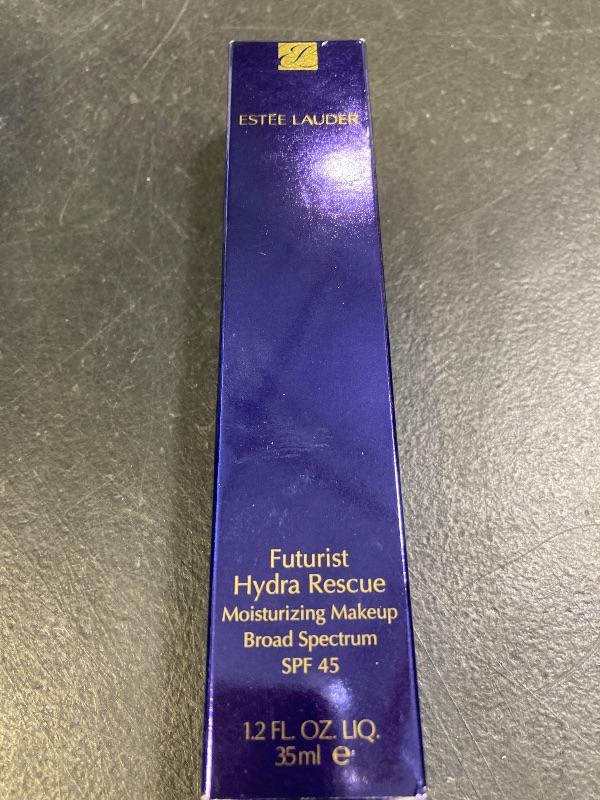 ESTĒE LAUDER
Futurist
Hydra Rescue
Moisturizing Makeup
Broad Spectrum
SPF 45
1.2 FL. OZ. LIQ.
35ml ℮